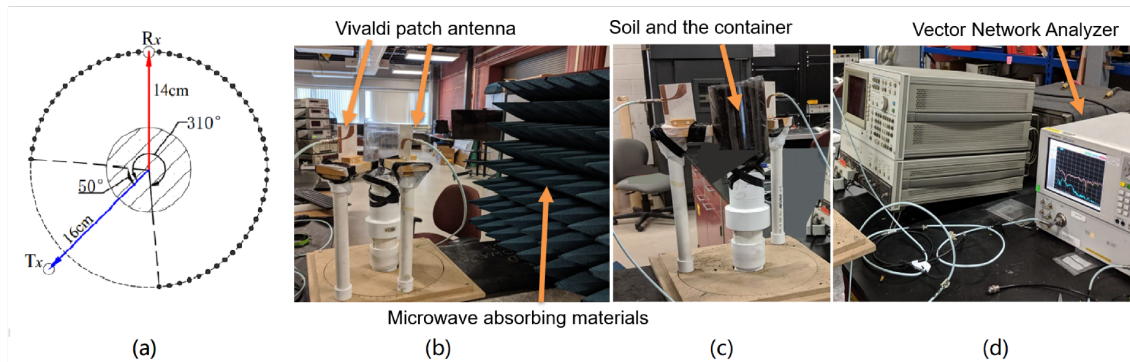 Vivaldi patch antenna
Soil and the container
Vector Network Analyzer
Rx
14cm
310°
50°
16cm
Tx
Microwave absorbing materials
(a)
(b)
(c)
(d)